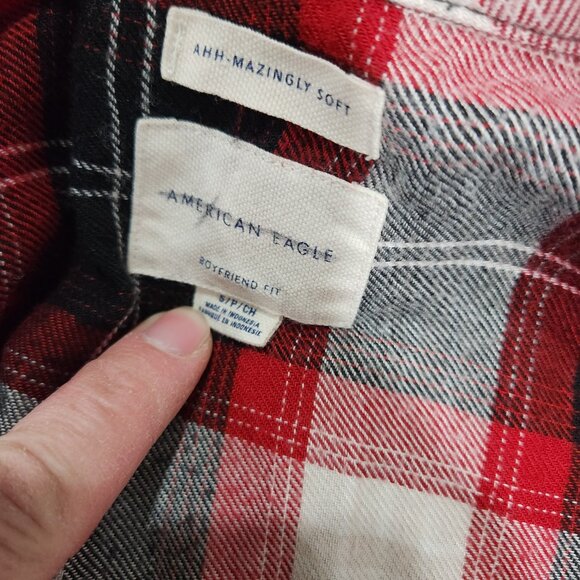 AHH-MAZINGLY SOFT
AMERICAN EAGLE
BOYFRIEND FIT
S/P/CH
MADE IN INDONESIA
FABRIQUÉ EN INDONÉSIE